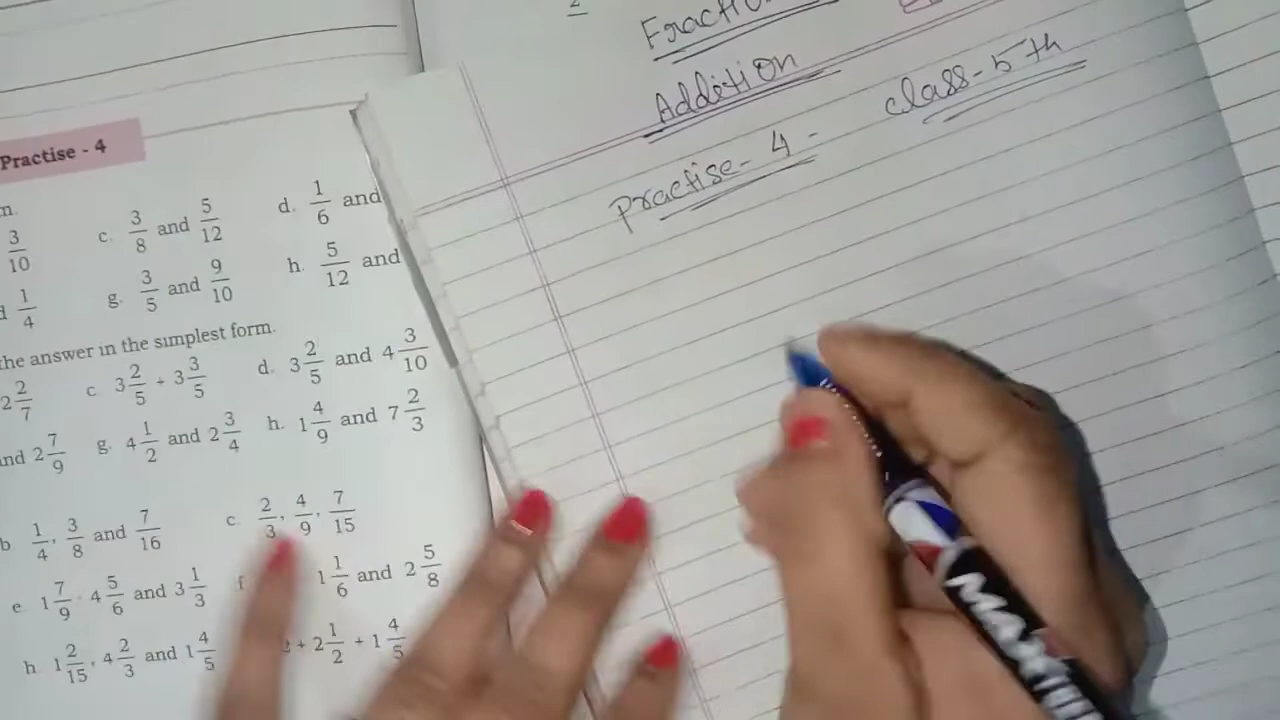 Practise - 4
n.
3/10 c. 3/8 and 5/12 d. 1/6 and
1/4 g. 3/5 and 9/10 h. 5/12 and
the answer in the simplest form.
2 2/7 c. 3 2/5 + 3 3/5 d. 3 2/5 and 4 3/10
nd 2 7/9 g. 4 1/2 and 2 3/4 h. 1 4/9 and 7 2/3
b 1/4, 3/8 and 7/16 c. 2/3, 4/9, 7/15
e. 1 7/9 . 4 5/6 and 3 1/3 f 1 1/6 and 2 5/8
h. 1 2/15, 4 2/3 and 1 4/5 + 2 1/2 + 1 4/5
2
Fractio
Addition
Practise - 4 - class - 5th
MAXI